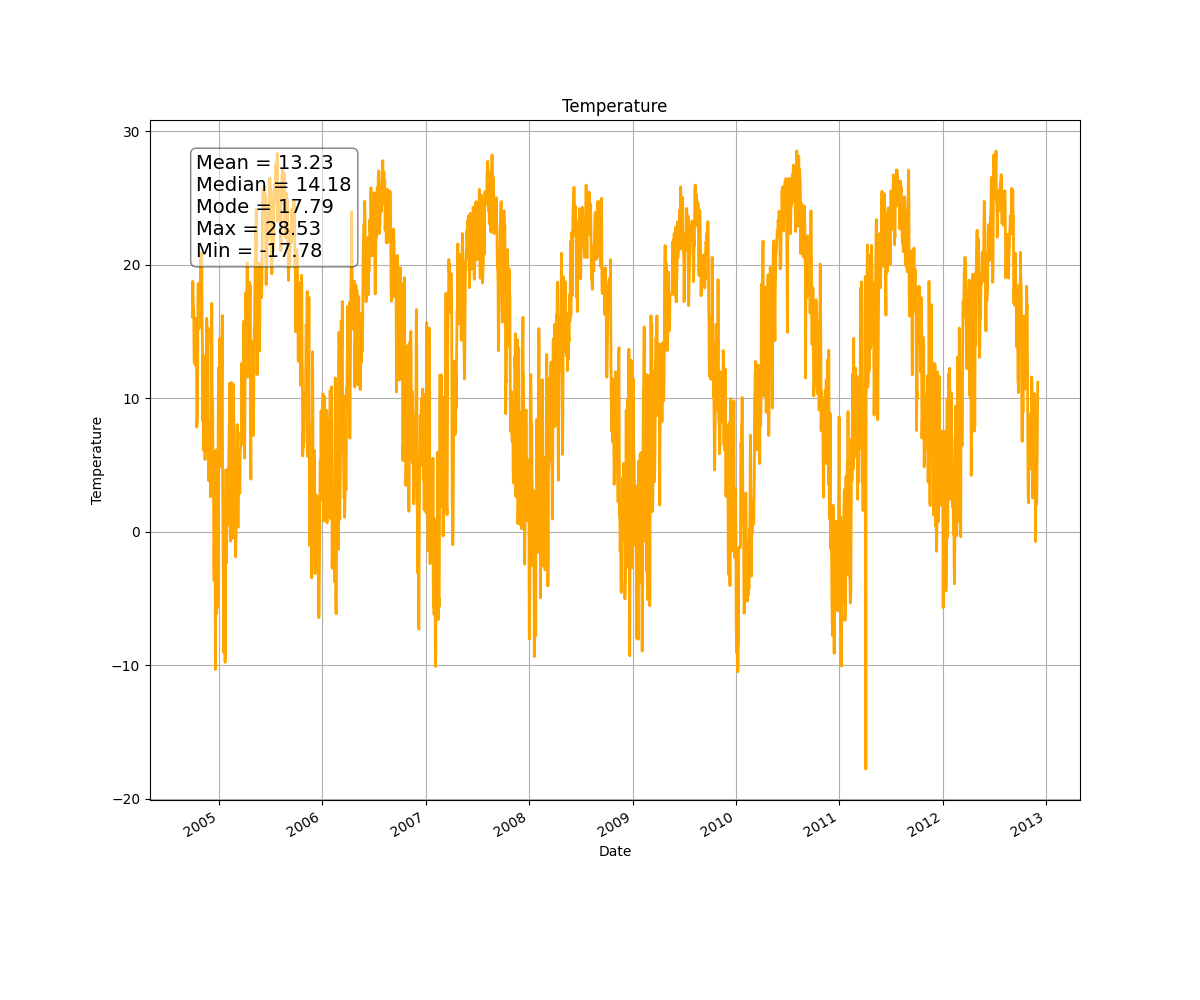 Temperature
30
20
10
0
−10
−20
Temperature
Mean = 13.23
Median = 14.18
Mode = 17.79
Max = 28.53
Min = -17.78
2005
2006
2007
2008
2009
2010
2011
2012
2013
Date